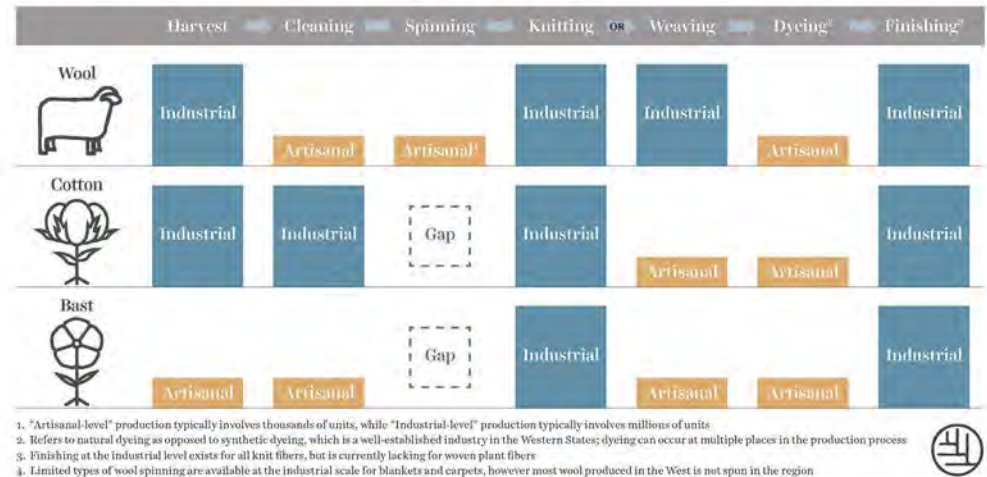 Harvest Cleaning Spinning Knitting OR Weaving Dyeing² Finishing³
Wool
Industrial Artisanal Artisanal⁴ Industrial Industrial Artisanal Industrial
Cotton
Industrial Industrial Gap Industrial Artisanal Artisanal Industrial
Bast
Artisanal Artisanal Gap Industrial Artisanal Artisanal Industrial
1. "Artisanal-level" production typically involves thousands of units, while "Industrial-level" production typically involves millions of units
2. Refers to natural dyeing as opposed to synthetic dyeing, which is a well-established industry in the Western States; dyeing can occur at multiple places in the production process
3. Finishing at the industrial level exists for all knit fibers, but is currently lacking for woven plant fibers
4. Limited types of wool spinning are available at the industrial scale for blankets and carpets, however most wool produced in the West is not spun in the region